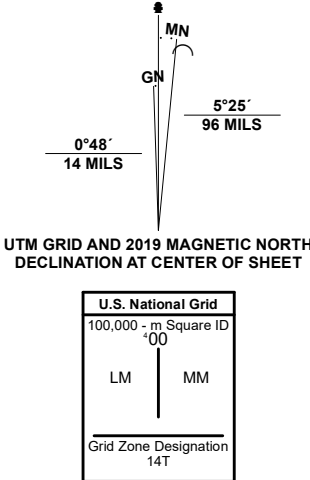 MN
GN
5°25´
96 MILS
0°48´
14 MILS
UTM GRID AND 2019 MAGNETIC NORTH
DECLINATION AT CENTER OF SHEET
U.S. National Grid
100,000 - m Square ID
⁴00
LM MM
Grid Zone Designation
14T